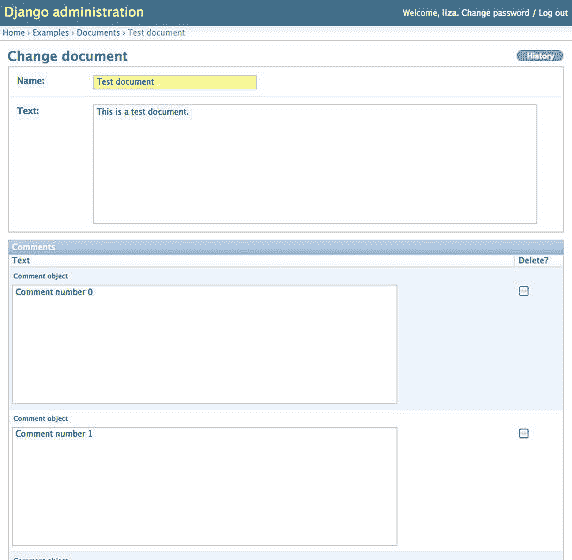 Django administration
Welcome, liza. Change password / Log out
Home › Examples › Documents › Test document
Change document
History
Name:
Test document
Text:
This is a test document.
Comments
Text
Delete?
Comment object
Comment number 0
Comment object
Comment number 1
Comment object